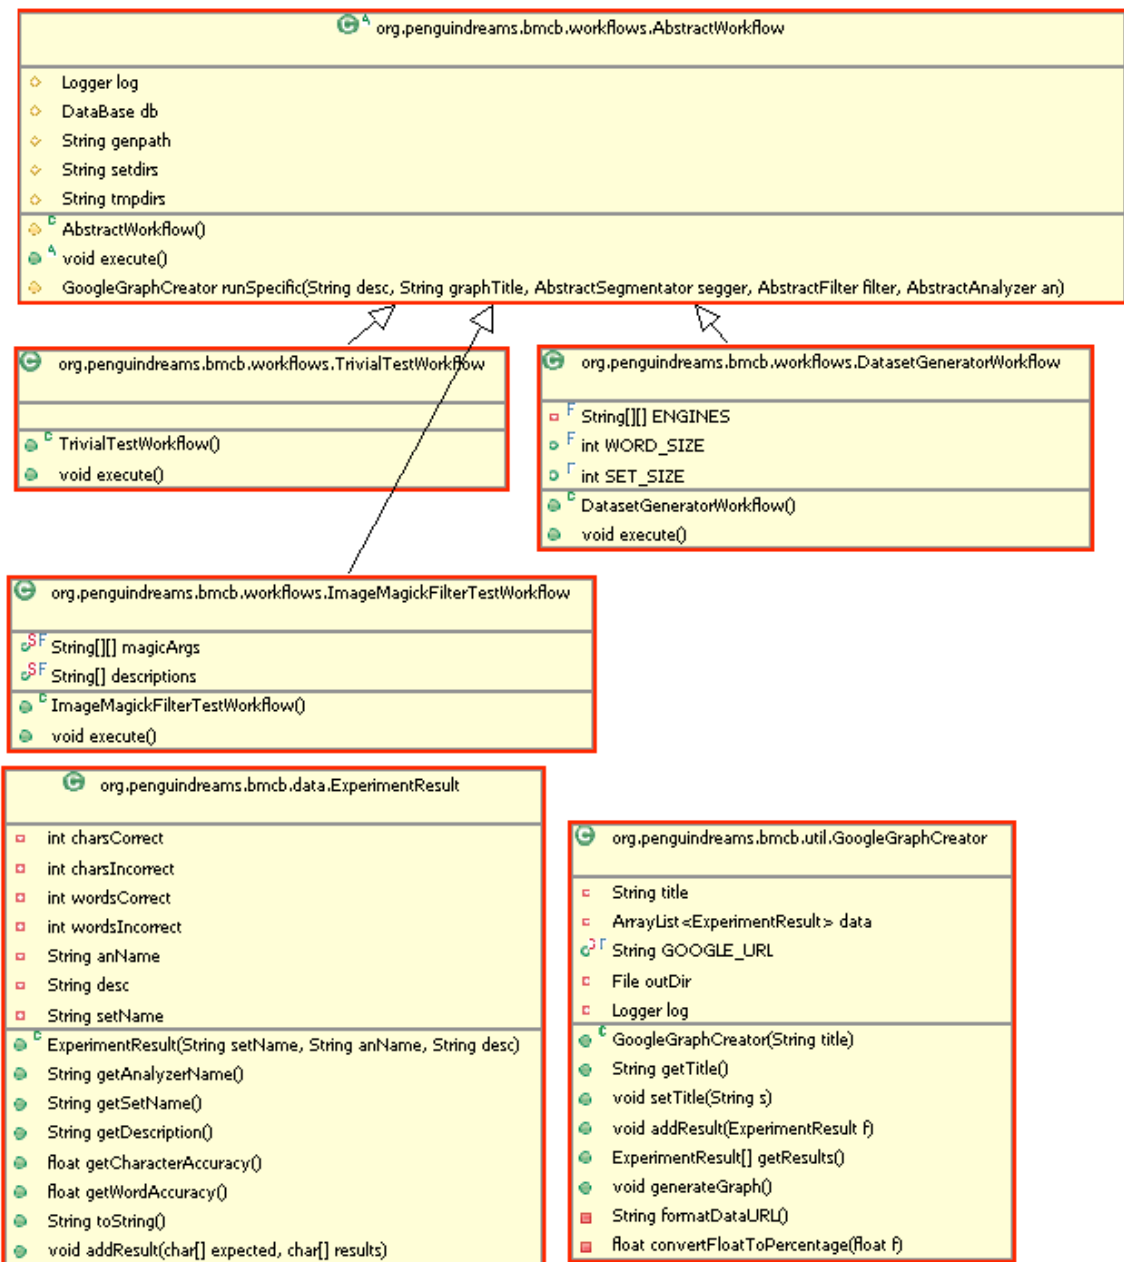 C A org.penguindreams.bmcb.workflows.AbstractWorkflow
Logger log
DataBase db
String genpath
String setdirs
String tmpdirs
C AbstractWorkflow()
A void execute()
GoogleGraphCreator runSpecific(String desc, String graphTitle, AbstractSegmentator segger, AbstractFilter filter, AbstractAnalyzer an)
C org.penguindreams.bmcb.workflows.TrivialTestWorkflow
C TrivialTestWorkflow()
void execute()
C org.penguindreams.bmcb.workflows.DatasetGeneratorWorkflow
F String[][] ENGINES
F int WORD_SIZE
F int SET_SIZE
C DatasetGeneratorWorkflow()
void execute()
C org.penguindreams.bmcb.workflows.ImageMagickFilterTestWorkflow
S F String[][] magicArgs
S F String[] descriptions
C ImageMagickFilterTestWorkflow()
void execute()
C org.penguindreams.bmcb.data.ExperimentResult
int charsCorrect
int charsIncorrect
int wordsCorrect
int wordsIncorrect
String anName
String desc
String setName
C ExperimentResult(String setName, String anName, String desc)
String getAnalyzerName()
String getSetName()
String getDescription()
float getCharacterAccuracy()
float getWordAccuracy()
String toString()
void addResult(char[] expected, char[] results)
C org.penguindreams.bmcb.util.GoogleGraphCreator
String title
ArrayList<ExperimentResult> data
S F String GOOGLE_URL
File outDir
Logger log
C GoogleGraphCreator(String title)
String getTitle()
void setTitle(String s)
void addResult(ExperimentResult f)
ExperimentResult[] getResults()
void generateGraph()
String formatDataURL()
float convertFloatToPercentage(float f)